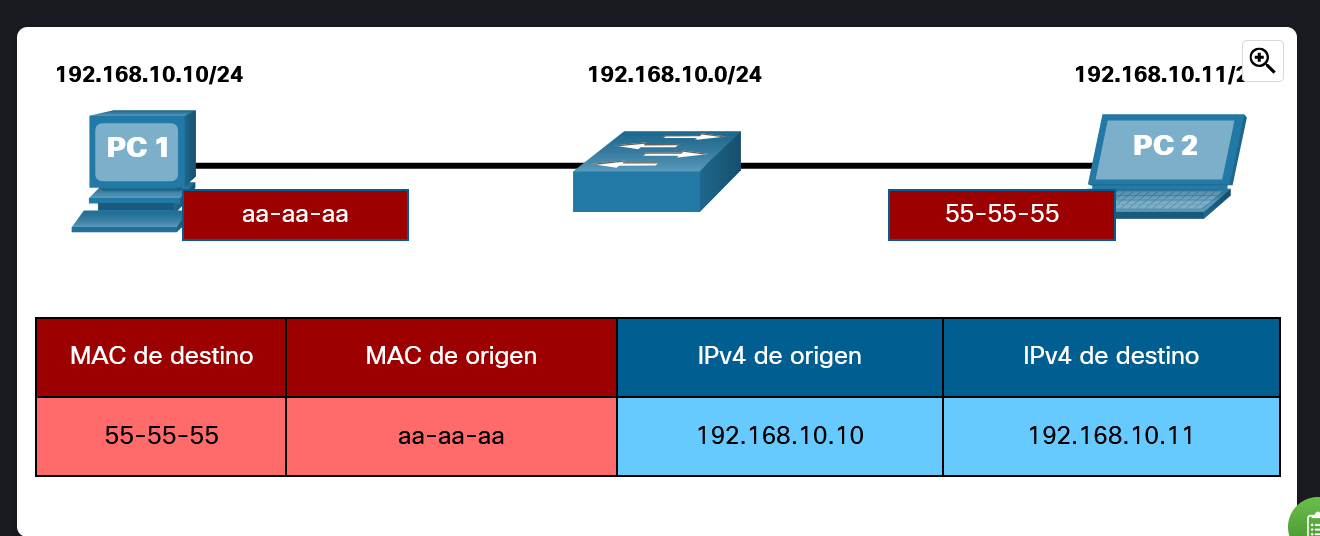 192.168.10.10/24 192.168.10.0/24 192.168.10.11/2
PC 1 PC 2
aa-aa-aa 55-55-55
MAC de destino MAC de origen IPv4 de origen IPv4 de destino
55-55-55 aa-aa-aa 192.168.10.10 192.168.10.11